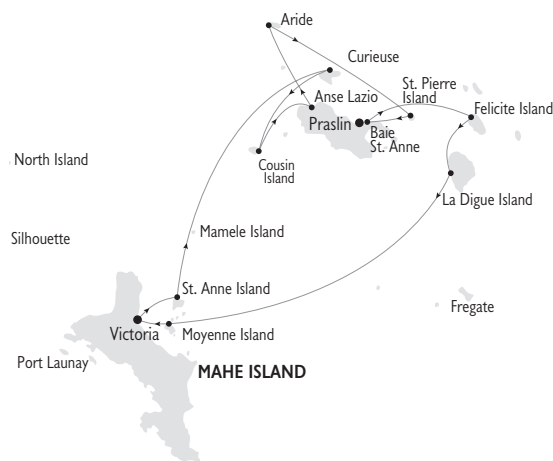 Aride
Curieuse
Anse Lazio
St. Pierre
Island
Felicite Island
Praslin
Baie
St. Anne
North Island
Cousin
Island
La Digue Island
Silhouette
Mamele Island
St. Anne Island
Fregate
Victoria
Moyenne Island
Port Launay
MAHE ISLAND